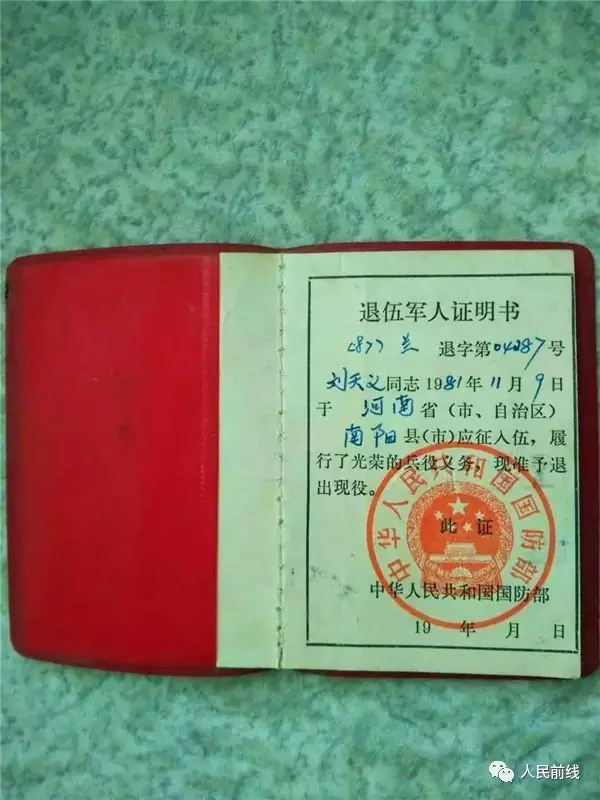 退伍军人证明书
(87) 兰 退字第04287号
刘天义同志1981年11月9日
于 河南省(市、自治区)
南阳县(市)应征入伍,履
行了光荣的兵役义务,现准予退
出现役。
此证
中华人民共和国国防部
中华人民共和国国防部
19 年 月 日
人民前线